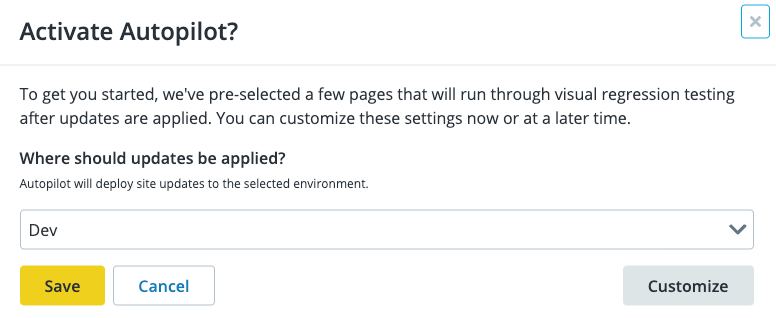 Activate Autopilot?
To get you started, we've pre-selected a few pages that will run through visual regression testing
after updates are applied. You can customize these settings now or at a later time.
Where should updates be applied?
Autopilot will deploy site updates to the selected environment.
Dev
Save Cancel Customize